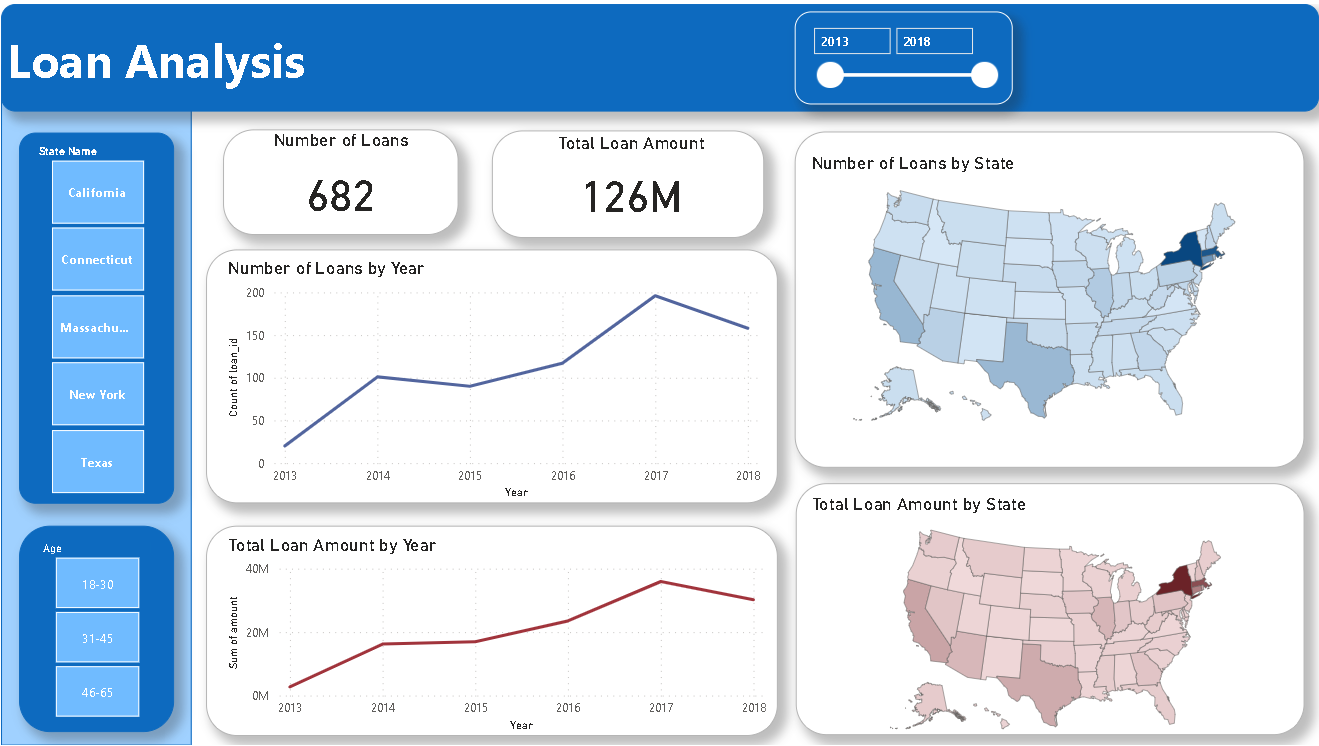 Loan Analysis
2013
2018
State Name
California
Connecticut
Massachu...
New York
Texas
Age
18-30
31-45
46-65
Number of Loans
682
Total Loan Amount
126M
Number of Loans by Year
200
150
100
50
0
Count of loan_id
2013 2014 2015 2016 2017 2018
Year
Total Loan Amount by Year
40M
20M
0M
Sum of amount
2013 2014 2015 2016 2017 2018
Year
Number of Loans by State
Total Loan Amount by State